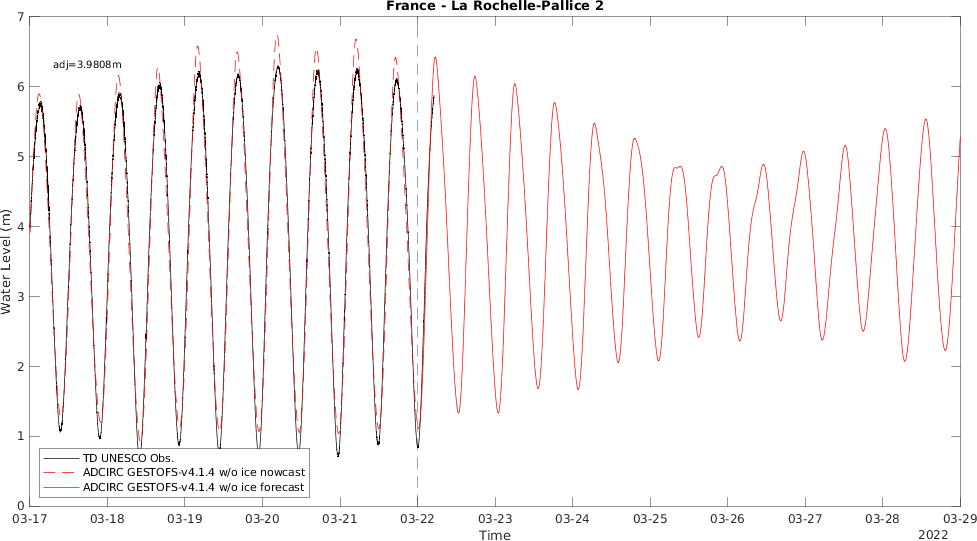 France - La Rochelle-Pallice 2
adj=3.9808m
Water Level (m)
7
6
5
4
3
2
1
0
TD UNESCO Obs.
ADCIRC GESTOFS-v4.1.4 w/o ice nowcast
ADCIRC GESTOFS-v4.1.4 w/o ice forecast
03-17 03-18 03-19 03-20 03-21 03-22 03-23 03-24 03-25 03-26 03-27 03-28 03-29
Time
2022